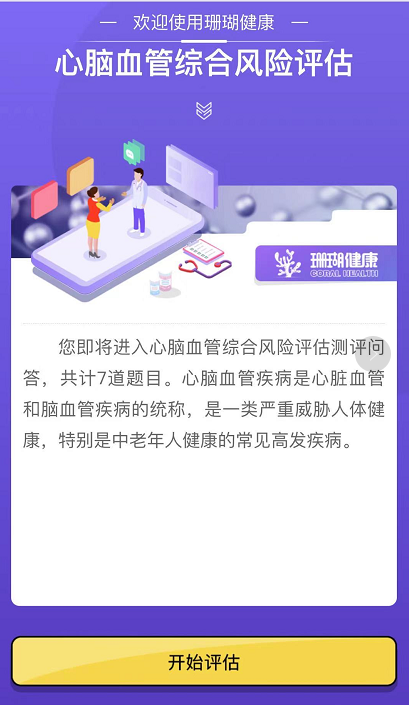 欢迎使用珊瑚健康
心脑血管综合风险评估
珊瑚健康
CORAL HEALTH
您即将进入心脑血管综合风险评估测评问
答，共计7道题目。心脑血管疾病是心脏血管
和脑血管疾病的统称，是一类严重威胁人体健
康，特别是中老年人健康的常见高发疾病。
开始评估